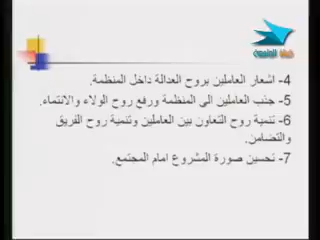 4- اشعار العاملين بروح العدالة داخل المنظمة.
5- جذب العاملين الى المنظمة ورفع روح الولاء والانتماء.
6- تنمية روح التعاون بين العاملين وتنمية روح الفريق
والتضامن.
7- تحسين صورة المشروع امام المجتمع.